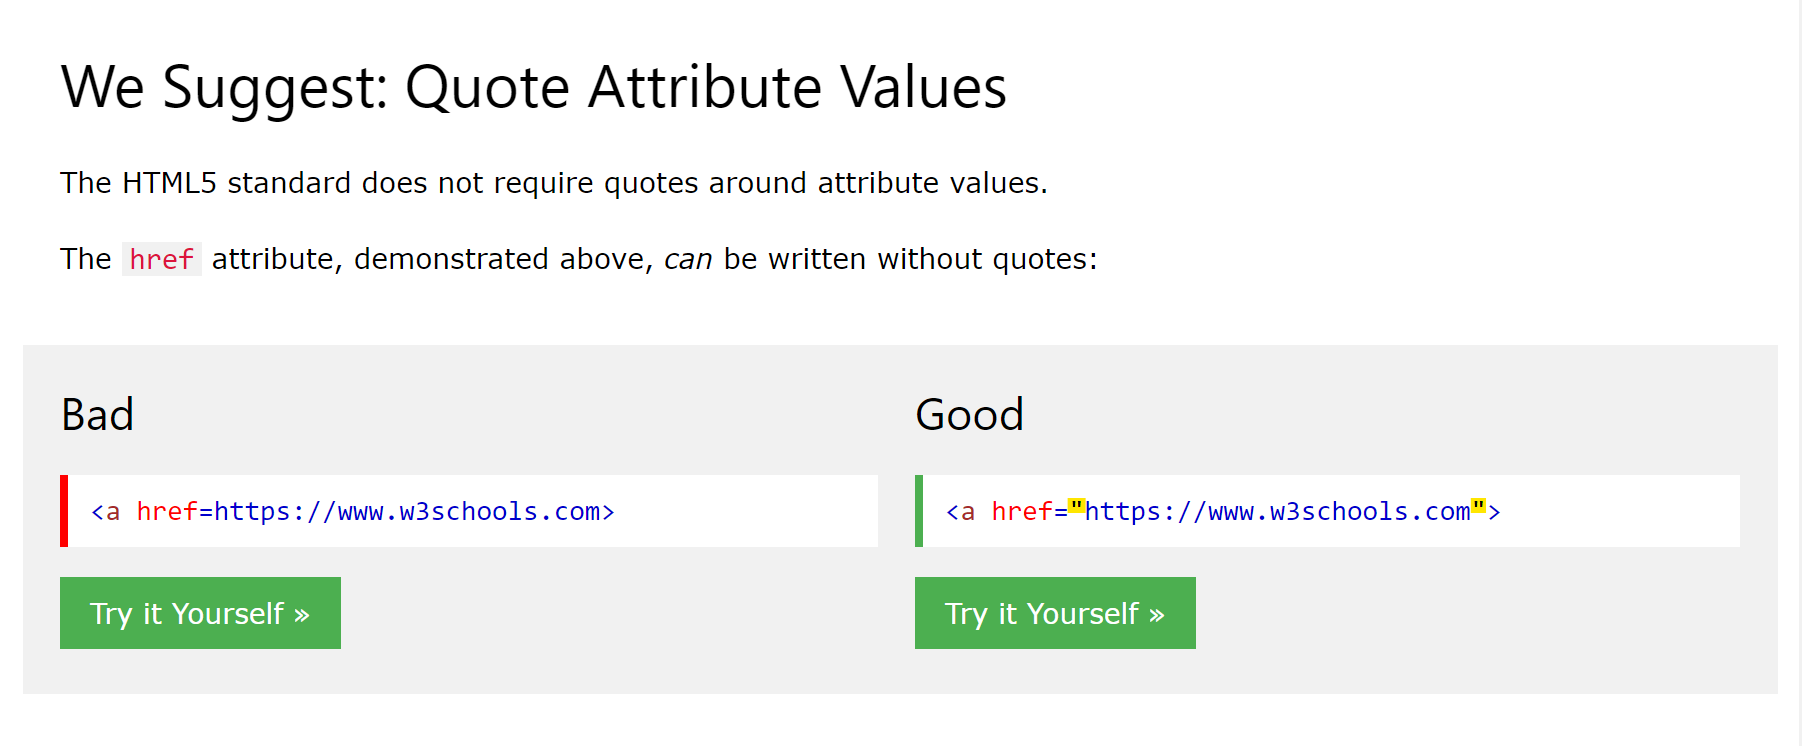 We Suggest: Quote Attribute Values
The HTML5 standard does not require quotes around attribute values.
The href attribute, demonstrated above, can be written without quotes:
Bad
<a href=https://www.w3schools.com>
Try it Yourself »
Good
<a href="https://www.w3schools.com">
Try it Yourself »